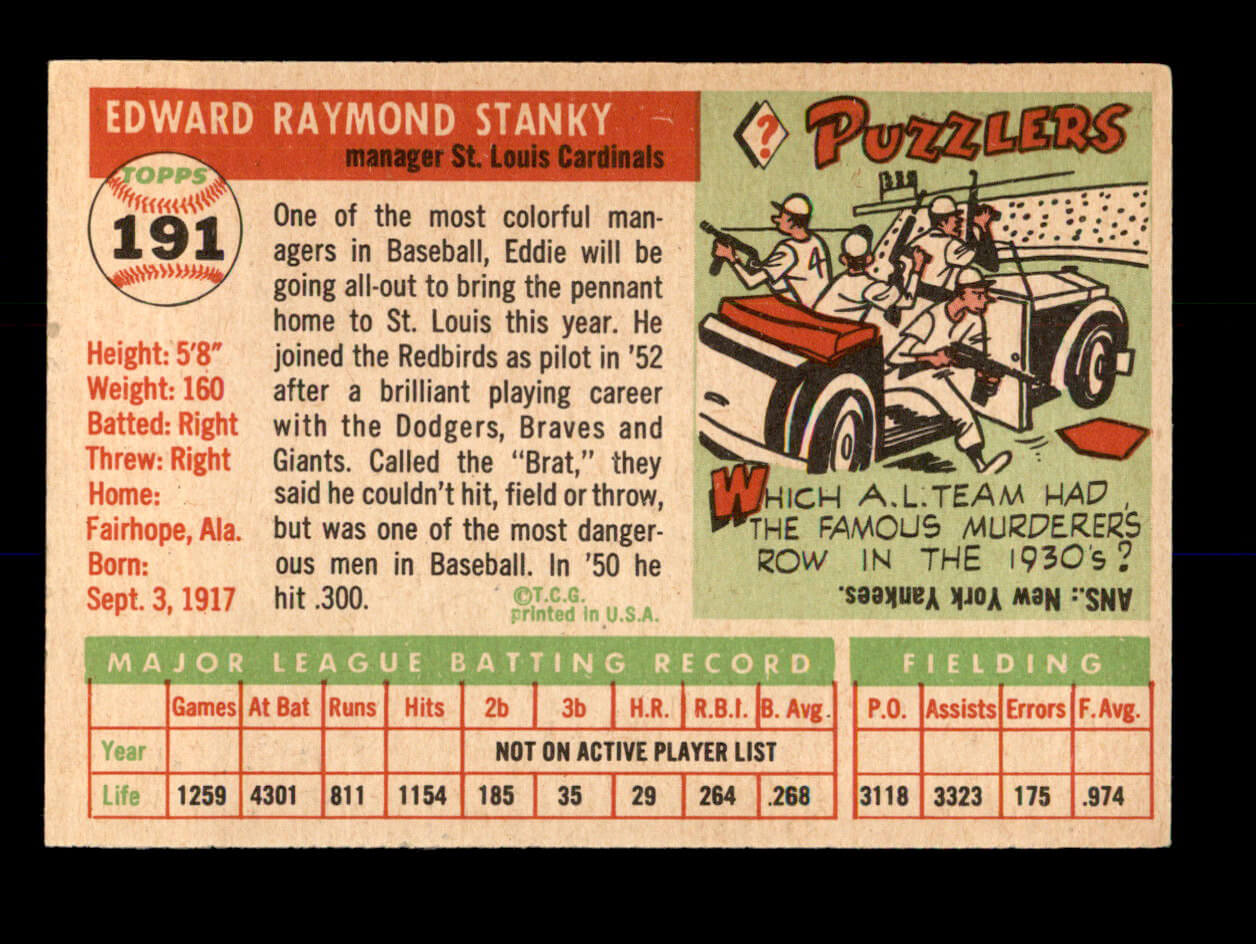 EDWARD RAYMOND STANKY
manager St. Louis Cardinals
TOPPS
191
Height: 5'8"
Weight: 160
Batted: Right
Threw: Right
Home:
Fairhope, Ala.
Born:
Sept. 3, 1917
One of the most colorful man-
agers in Baseball, Eddie will be
going all-out to bring the pennant
home to St. Louis this year. He
joined the Redbirds as pilot in '52
after a brilliant playing career
with the Dodgers, Braves and
Giants. Called the "Brat," they
said he couldn't hit, field or throw,
but was one of the most danger-
ous men in Baseball. In '50 he
hit .300.
©T.C.G.
printed in U.S.A.
?
PUZZLERS
4
WHICH A.L. TEAM HAD
THE FAMOUS MURDERER'S
ROW IN THE 1930's?
ANS.: New York Yankees.
MAJOR LEAGUE BATTING RECORD
Games At Bat Runs Hits 2b 3b H.R. R.B.I. B. Avg.
Year NOT ON ACTIVE PLAYER LIST
Life 1259 4301 811 1154 185 35 29 264 .268
FIELDING
P.O. Assists Errors F. Avg.
3118 3323 175 .974